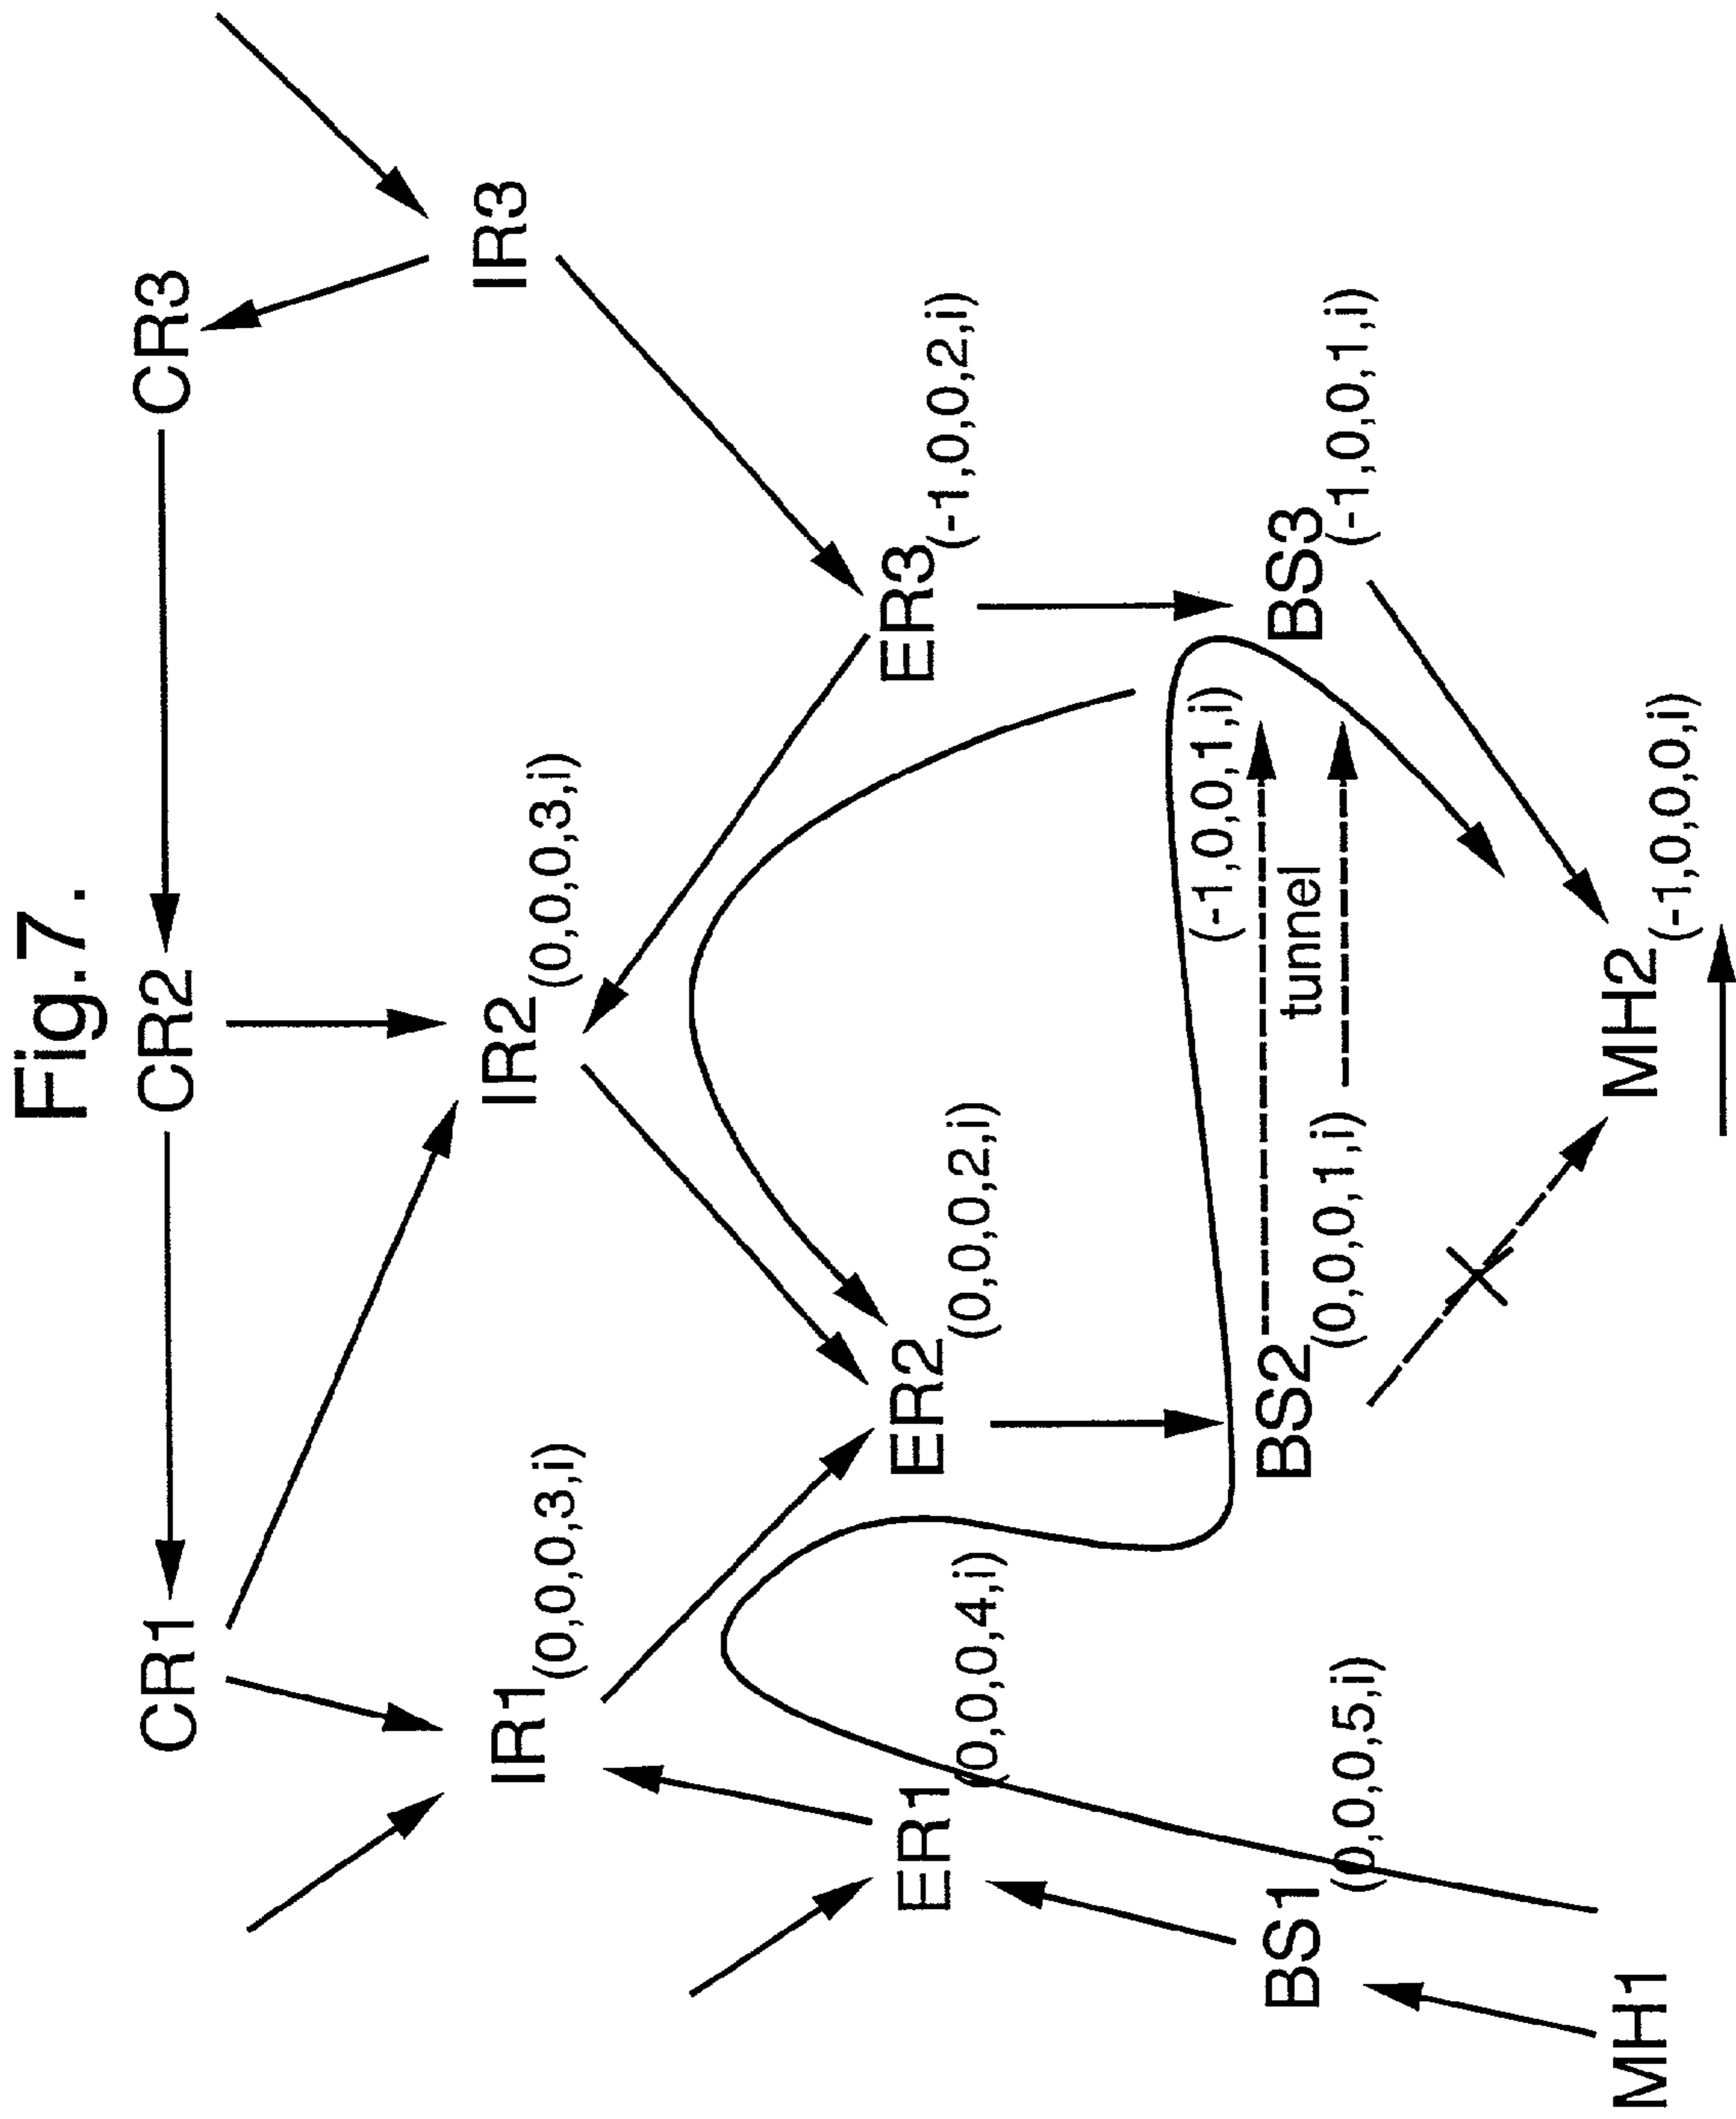 Fig.7.
CR1
CR2
CR3
IR1(0,0,0,3,i)
IR2(0,0,0,3,i)
IR3
ER1(0,0,0,4,i)
ER2(0,0,0,2,i)
ER3(-1,0,0,2,i)
(-1,0,0,1,i)
BS1(0,0,0,5,i)
BS2(0,0,0,1,i)
tunnel
BS3(-1,0,0,1,i)
MH1
MH2(-1,0,0,0,i)